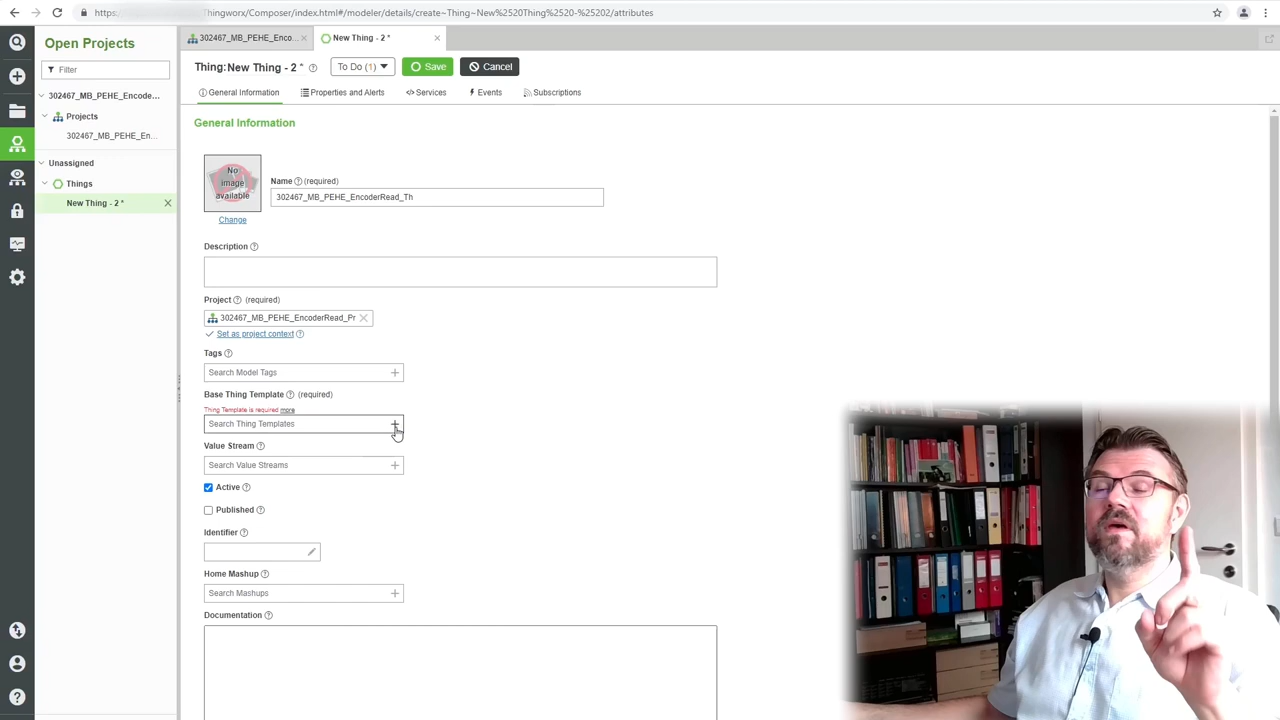 https:// /Thingworx/Composer/index.html#/modeler/details/create~Thing~New%2520Thing%2520-%25202/attributes
Open Projects
Filter
302467_MB_PEHE_Encode...
Projects
302467_MB_PEHE_En...
Unassigned
Things
New Thing - 2 *
302467_MB_PEHE_Enco...
New Thing - 2 *
Thing: New Thing - 2 *
To Do (1)
Save
Cancel
General Information
Properties and Alerts
Services
Events
Subscriptions
General Information
No image available
Change
Name (required)
302467_MB_PEHE_EncoderRead_Th
Description
Project (required)
302467_MB_PEHE_EncoderRead_Pr
Set as project context
Tags
Search Model Tags
Base Thing Template (required)
Thing Template is required more
Search Thing Templates
Value Stream
Search Value Streams
Active
Published
Identifier
Home Mashup
Search Mashups
Documentation